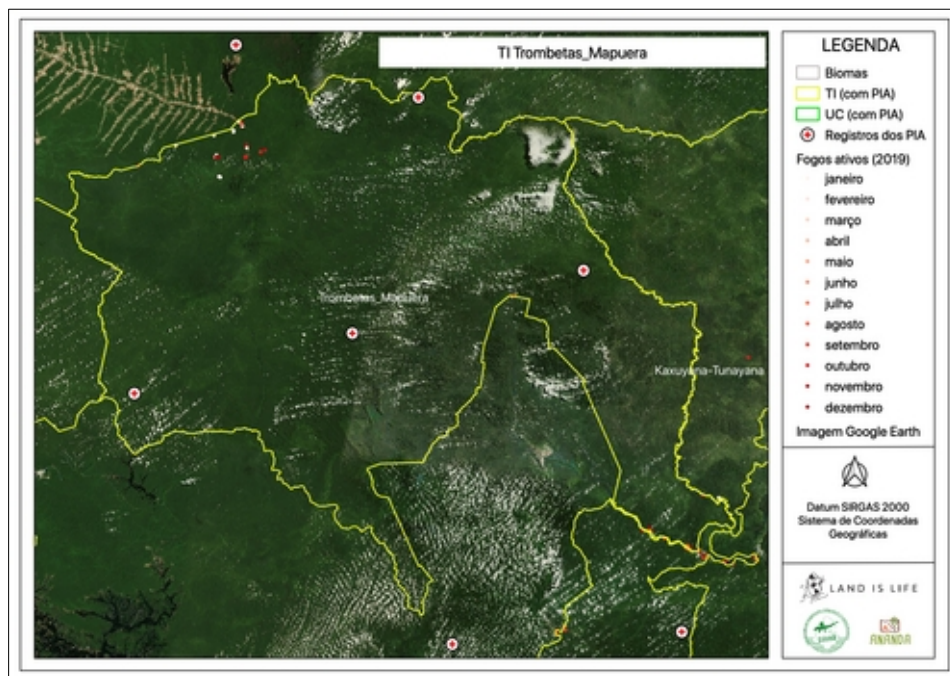 TI Trombetas_Mapuera
Trombetas_Mapuera
Kaxuyana-Tunayana
LEGENDA
Biomas
TI (com PIA)
UC (com PIA)
Registros dos PIA
Fogos ativos (2019)
janeiro
fevereiro
março
abril
maio
junho
julho
agosto
setembro
outubro
novembro
dezembro
Imagem Google Earth
Datum SIRGAS 2000
Sistema de Coordenadas
Geográficas
LAND IS LIFE
ANANDA